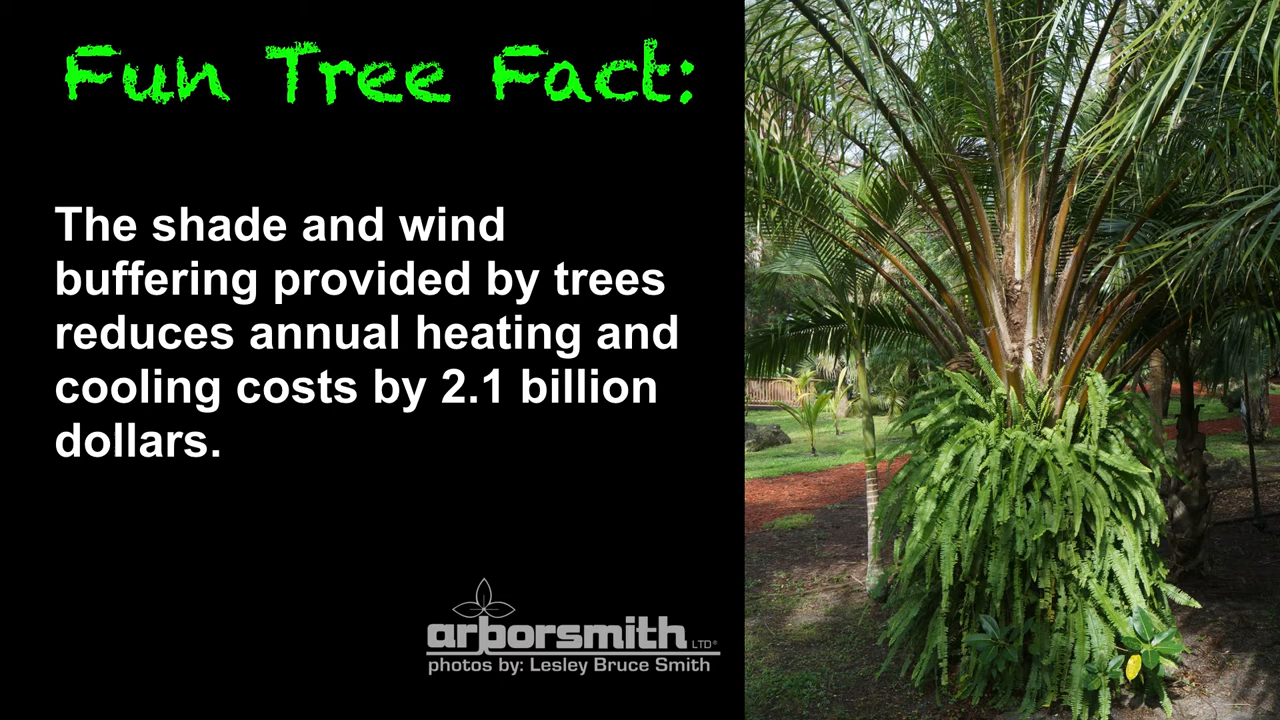 Fun Tree Fact:
The shade and wind
buffering provided by trees
reduces annual heating and
cooling costs by 2.1 billion
dollars.
arborsmith LTD®
photos by: Lesley Bruce Smith